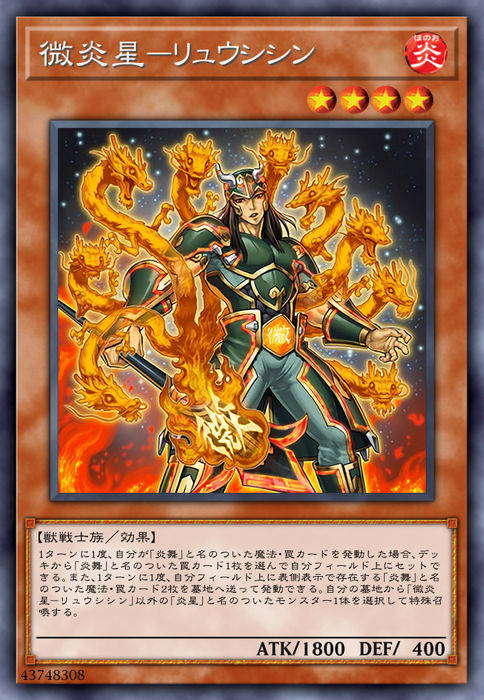 微炎星－リュウシシン
ほのお
炎
微
【獣戦士族／効果】
1ターンに1度、自分が「炎舞」と名のついた魔法・罠カードを発動した場合、デッ
キから「炎舞」と名のついた罠カード1枚を選んで自分フィールド上にセットで
きる。また、1ターンに1度、自分フィールド上に表側表示で存在する「炎舞」と名
のついた魔法・罠カード2枚を墓地へ送って発動できる。自分の墓地から「微炎
星－リュウシシン」以外の「炎星」と名のついたモンスター1体を選択して特殊召
喚する。
ATK/1800 DEF/ 400
43748308